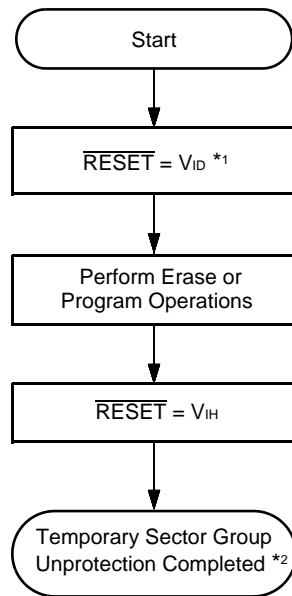 Start
RESET = VID *1
Perform Erase or
Program Operations
RESET = VIH
Temporary Sector Group
Unprotection Completed *2